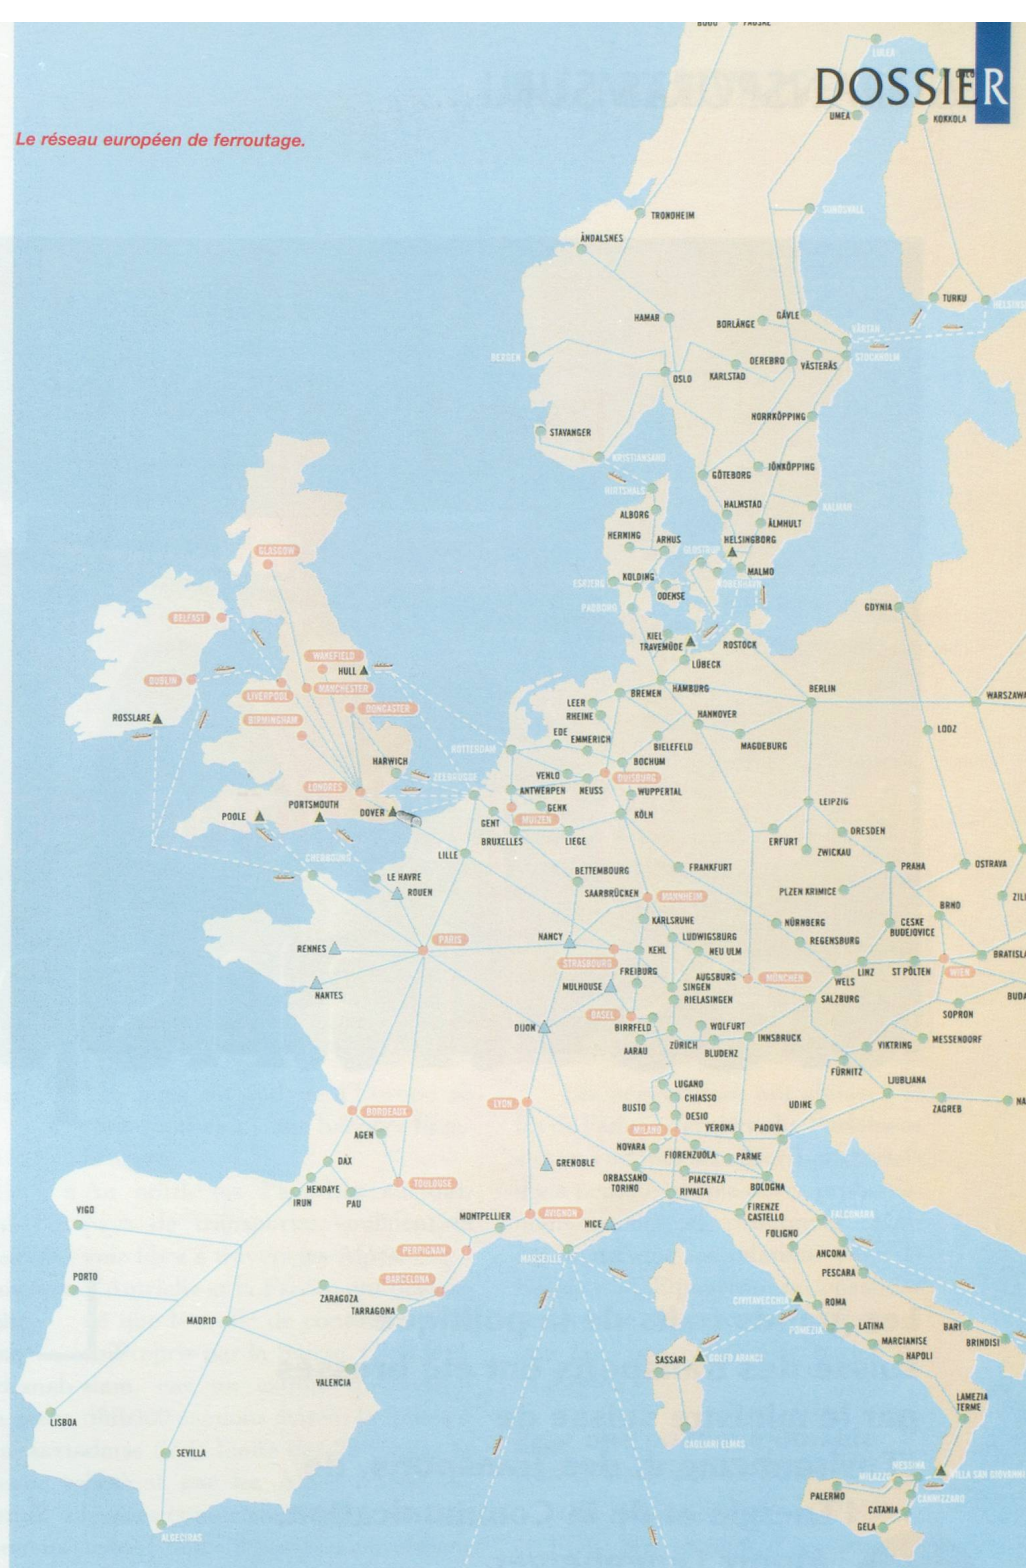 BODO
FAUSKE
LULEA
DOSSIER
UMEA
KOKKOLA
Le réseau européen de ferroutage.
TRONDHEIM
SUNDSVALL
ÅNDALSNES
TURKU
HAMAR
BORLÄNGE
GÄVLE
VÄRTAN
BERGEN
OEREBRO
VÄSTERÅS
STOCKHOLM
OSLO
KARLSTAD
NORRKÖPING
STAVANGER
KRISTIANSAND
GÖTEBORG
JÖNKÖPING
HIRTSHALS
ALBORG
HALMSTAD
KALMAR
ÄLMHULT
HERNING
ARHUS
HELSINGBORG
GLASGOW
MALMO
ESBJERG
KOLDING
ODENSE
PADBORG
GDYNIA
BELFAST
KIEL
TRAVEMÜDE
ROSTOCK
WAKEFIELD
HULL
LÜBECK
DUBLIN
LIVERPOOL
MANCHESTER
HAMBURG
BERLIN
BREMEN
WARSZAWA
DONCASTER
LEER
RHEINE
ROSSLARE
BIRMINGHAM
HANNOVER
LODZ
EDE
EMMERICH
BIELEFELD
MAGDEBURG
ROTTERDAM
HARWICH
ZEEBRUGGE
BOCHUM
VENLO
NEUSS
DUISBURG
LONDRES
ANTWERPEN
WUPPERTAL
PORTSMOUTH
GENK
LEIPZIG
POOLE
DOVER
GENT
MUIZEN
KÖLN
BRUXELLES
LIEGE
ERFURT
DRESDEN
ZWICKAU
LILLE
CHERBOURG
FRANKFURT
PRAHA
OSTRAVA
LE HAVRE
ROUEN
BETTEMBOURG
SAARBRÜCKEN
MANNHEIM
PLZEN KRIMICE
BRNO
KARLSRUHE
NÜRNBERG
CESKE
BUDEJOVICE
RENNES
PARIS
NANCY
LUDWIGSBURG
REGENSBURG
KEHL
NEU ULM
STRASBOURG
FREIBURG
AUGSBURG
MÜNCHEN
WELS
LINZ
ST PÖLTEN
WIEN
NANTES
MULHOUSE
SINGEN
RIELASINGEN
SALZBURG
SOPRON
BASEL
DIJON
BIRRFELD
AARAU
ZÜRICH
WOLFURT
BLUDENZ
INNSBRUCK
VIKTRING
MESSENDORF
FÜRNITZ
LUGANO
CHIASSO
LJUBLJANA
ZAGREB
LYON
BUSTO
DESIO
UDINE
BORDEAUX
AGEN
MILANO
VERONA
PADOVA
NOVARA
FIORENZUOLA
PARME
DAX
GRENOBLE
ORBASSANO
TORINO
PIACENZA
BOLOGNA
HENDAYE
IRUN
PAU
TOULOUSE
RIVALTA
VIGO
MONTPELLIER
AVIGNON
NICE
FIRENZE
CASTELLO
FALCONARA
FOLIGNO
PERPIGNAN
MARSEILLE
ANCONA
PORTO
BARCELONA
PESCARA
ZARAGOZA
TARRAGONA
CIVITAVECCHIA
ROMA
MADRID
POMEZIA
LATINA
BARI
MARCIANISE
BRINDISI
NAPOLI
SASSARI
GOLFO ARANCI
VALENCIA
LISBOA
LAMEZIA
TERME
SEVILLA
CAGLIARI ELMAS
MESSINA
MILAZZO
VILLA SAN GIOVANNI
PALERMO
CANNIZZARO
CATANIA
ALGECIRAS
GELA